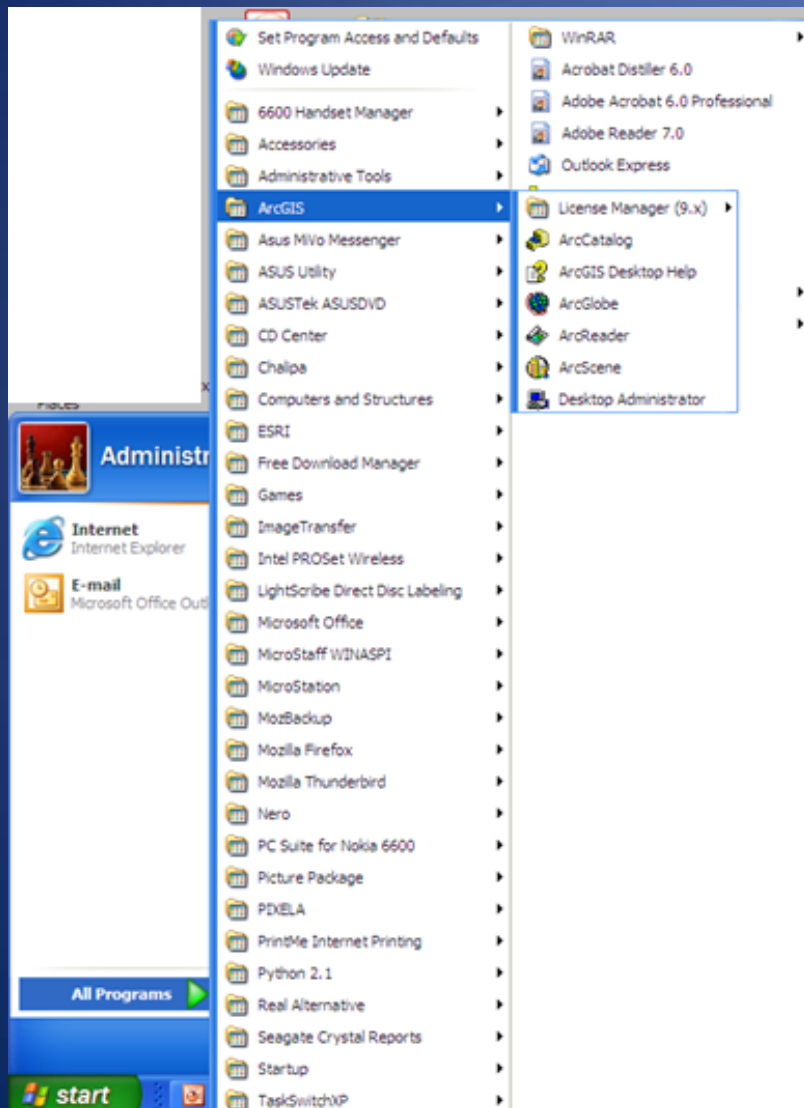 Set Program Access and Defaults
Windows Update
6600 Handset Manager
Accessories
Administrative Tools
ArcGIS
Asus MiVo Messenger
ASUS Utility
ASUSTek ASUSDVD
CD Center
Chalipa
Computers and Structures
ESRI
Free Download Manager
Games
ImageTransfer
Intel PROSet Wireless
LightScribe Direct Disc Labeling
Microsoft Office
MicroStaff WINASPI
MicroStation
MozBackup
Mozilla Firefox
Mozilla Thunderbird
Nero
PC Suite for Nokia 6600
Picture Package
PIXELA
PrintMe Internet Printing
Python 2.1
Real Alternative
Seagate Crystal Reports
Startup
TaskSwitchXP
WinRAR
Acrobat Distiller 6.0
Adobe Acrobat 6.0 Professional
Adobe Reader 7.0
Outlook Express
License Manager (9.x)
ArcCatalog
ArcGIS Desktop Help
ArcGlobe
ArcReader
ArcScene
Desktop Administrator
Places
Administr
Internet
Internet Explorer
E-mail
Microsoft Office Outl
All Programs
start